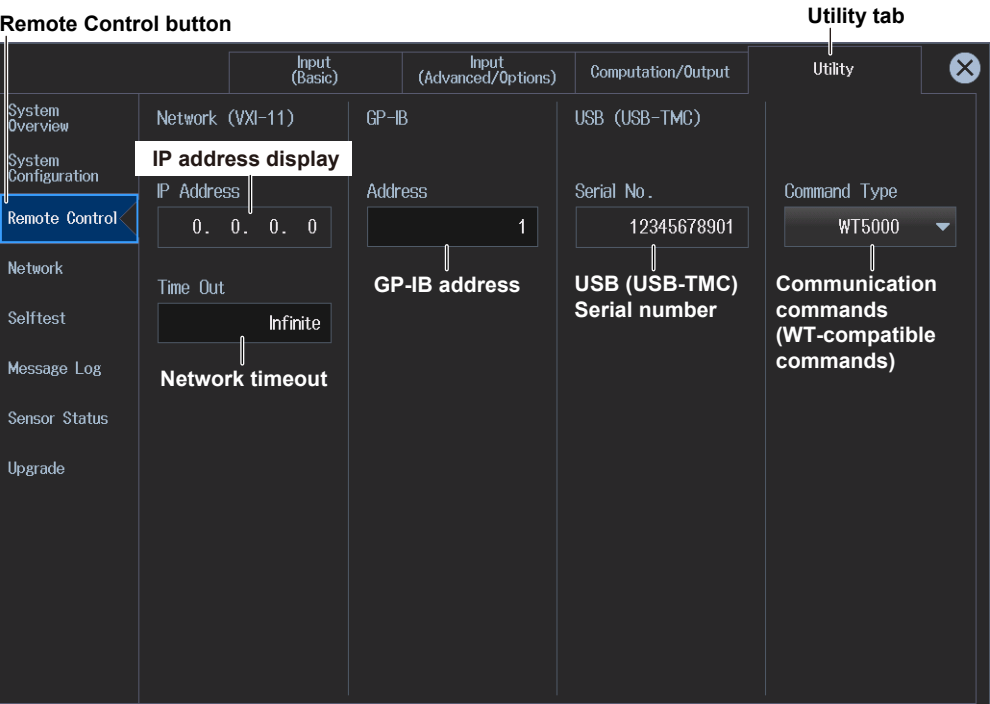 Remote Control button
Utility tab
Input
(Basic)
Input
(Advanced/Options)
Computation/Output
Utility
System
Overview
System
Configuration
Remote Control
Network
Selftest
Message Log
Sensor Status
Upgrade
Network (VXI-11)
IP address display
IP Address
0. 0. 0. 0
Time Out
Infinite
Network timeout
GP-IB
Address
1
GP-IB address
USB (USB-TMC)
Serial No.
12345678901
USB (USB-TMC)
Serial number
Command Type
WT5000
Communication
commands
(WT-compatible
commands)